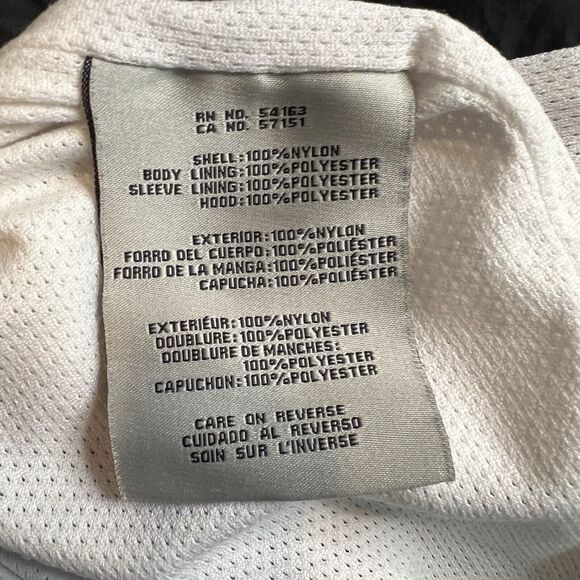 RN NO. 54163
CA NO. 57151
SHELL:100%NYLON
BODY LINING:100%POLYESTER
SLEEVE LINING:100%POLYESTER
HOOD:100%POLYESTER
EXTERIOR:100%NYLON
FORRO DEL CUERPO:100%POLIÉSTER
FORRO DE LA MANGA:100%POLIÉSTER
CAPUCHA:100%POLIÉSTER
EXTERIÉUR:100%NYLON
DOUBLURE:100%POLYESTER
DOUBLURE DE MANCHES:
100%POLYESTER
CAPUCHON:100%POLYESTER
CARE ON REVERSE
CUIDADO AL REVERSO
SOIN SUR L'INVERSE